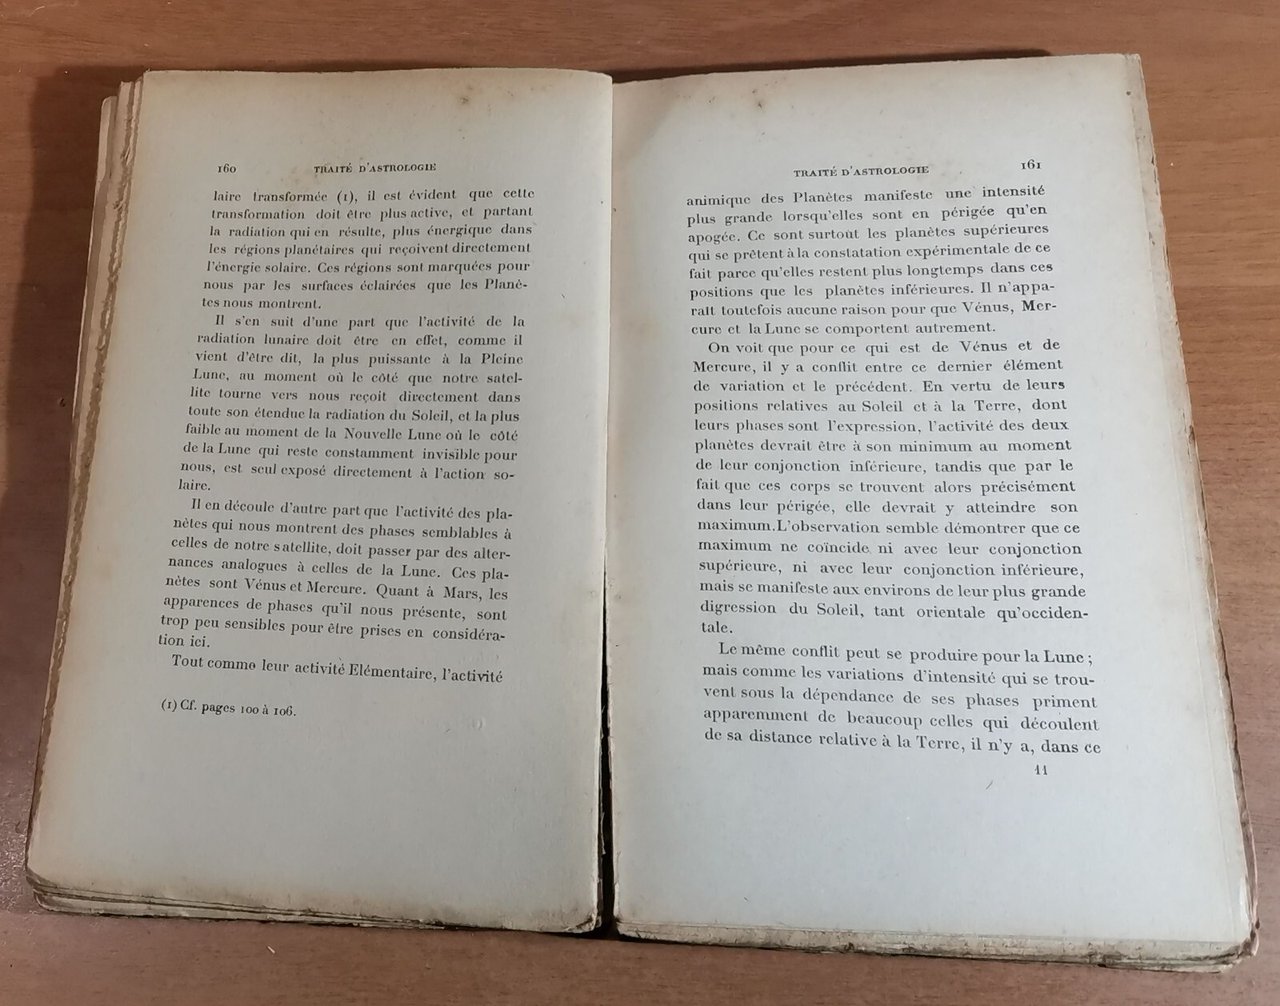 160
TRAITÉ D'ASTROLOGIE
laire transformée (1), il est évident que cette
transformation doit être plus active, et partant
la radiation qui en résulte, plus énergique dans
les régions planétaires qui reçoivent directement
l'énergie solaire. Ces régions sont marquées pour
nous par les surfaces éclairées que les Planè-
tes nous montrent.
Il s'en suit d'une part que l'activité de la
radiation lunaire doit être en effet, comme il
vient d'être dit, la plus puissante à la Pleine
Lune, au moment où le côté que notre satel-
lite tourne vers nous reçoit directement dans
toute son étendue la radiation du Soleil, et la plus
faible au moment de la Nouvelle Lune où le côté
de la Lune qui reste constamment invisible pour
nous, est seul exposé directement à l'action so-
laire.
Il en découle d'autre part que l'activité des pla-
nètes qui nous montrent des phases semblables à
celles de notre satellite, doit passer par des alter-
nances analogues à celles de la Lune. Ces pla-
nètes sont Vénus et Mercure. Quant à Mars, les
apparences de phases qu'il nous présente, sont
trop peu sensibles pour être prises en considéra-
tion ici.
Tout comme leur activité Elémentaire, l'activité
(1) Cf. pages 100 à 106.
TRAITÉ D'ASTROLOGIE
161
animique des Planètes manifeste une intensité
plus grande lorsqu'elles sont en périgée qu'en
apogée. Ce sont surtout les planètes supérieures
qui se prêtent à la constatation expérimentale de ce
fait parce qu'elles restent plus longtemps dans ces
positions que les planètes inférieures. Il n'appa-
raît toutefois aucune raison pour que Vénus, Mer-
cure et la Lune se comportent autrement.
On voit que pour ce qui est de Vénus et de
Mercure, il y a conflit entre ce dernier élément
de variation et le précédent. En vertu de leurs
positions relatives au Soleil et à la Terre, dont
leurs phases sont l'expression, l'activité des deux
planètes devrait être à son minimum au moment
de leur conjonction inférieure, tandis que par le
fait que ces corps se trouvent alors précisément
dans leur périgée, elle devrait y atteindre son
maximum. L'observation semble démontrer que ce
maximum ne coïncide ni avec leur conjonction
supérieure, ni avec leur conjonction inférieure,
mais se manifeste aux environs de leur plus grande
digression du Soleil, tant orientale qu'occiden-
tale.
Le même conflit peut se produire pour la Lune ;
mais comme les variations d'intensité qui se trou-
vent sous la dépendance de ses phases priment
apparemment de beaucoup celles qui découlent
de sa distance relative à la Terre, il n'y a, dans ce
11